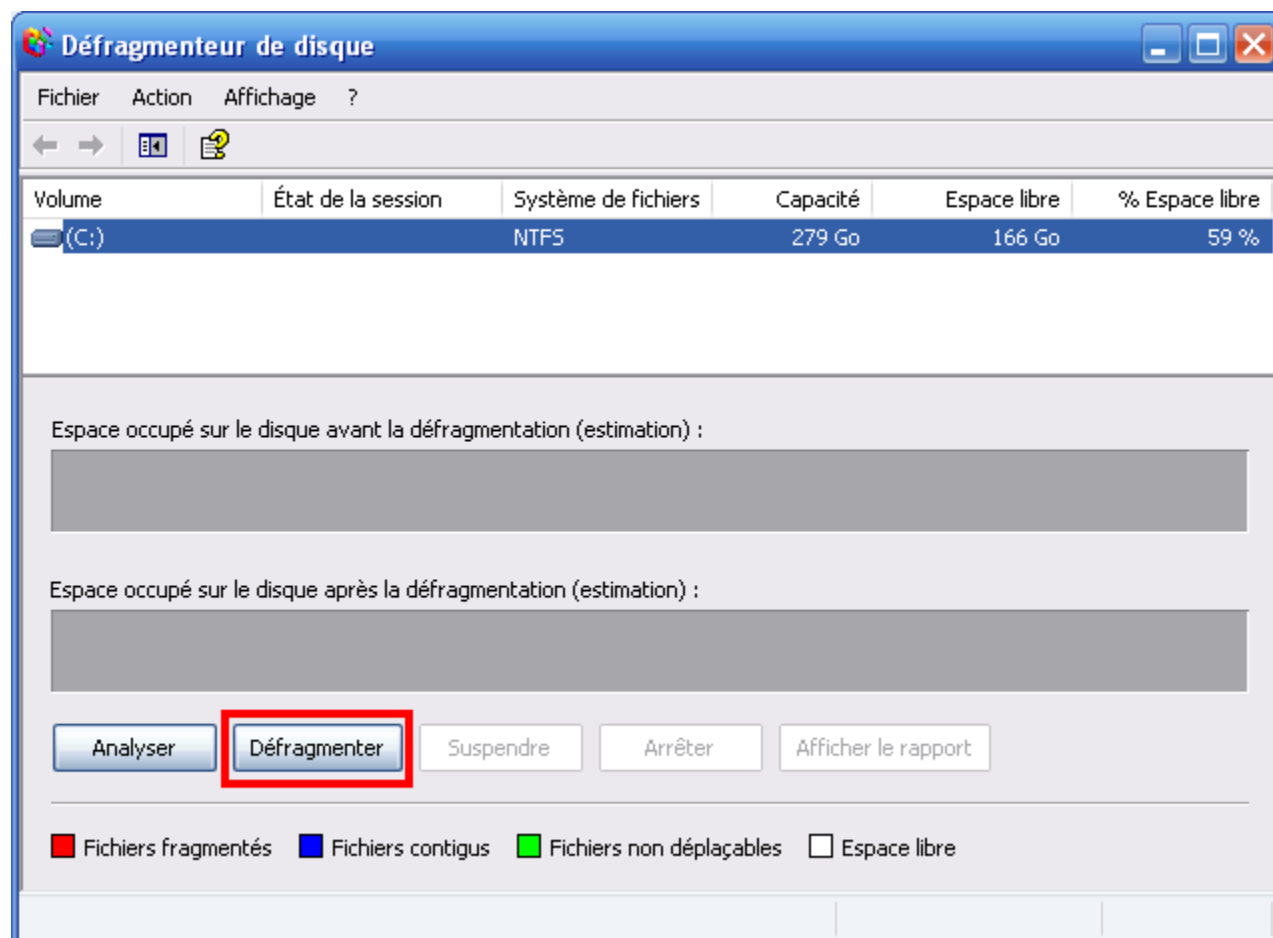 Défragmenteur de disque
Fichier Action Affichage ?
Volume État de la session Système de fichiers Capacité Espace libre % Espace libre
(C:) NTFS 279 Go 166 Go 59 %
Espace occupé sur le disque avant la défragmentation (estimation) :
Espace occupé sur le disque après la défragmentation (estimation) :
Analyser Défragmenter Suspendre Arrêter Afficher le rapport
Fichiers fragmentés Fichiers contigus Fichiers non déplaçables Espace libre